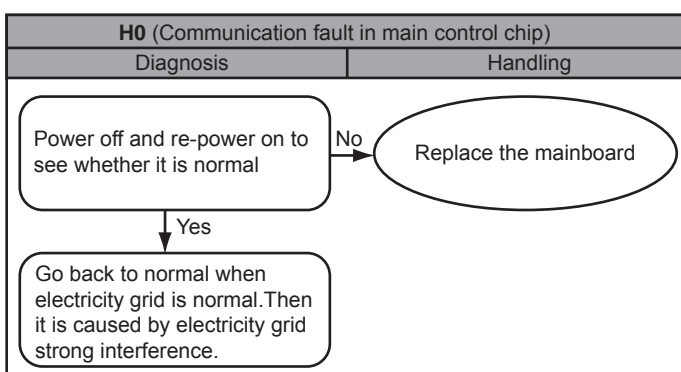 H0 (Communication fault in main control chip)
Diagnosis
Handling
Power off and re-power on to
see whether it is normal
No
Replace the mainboard
Yes
Go back to normal when
electricity grid is normal.Then
it is caused by electricity grid
strong interference.